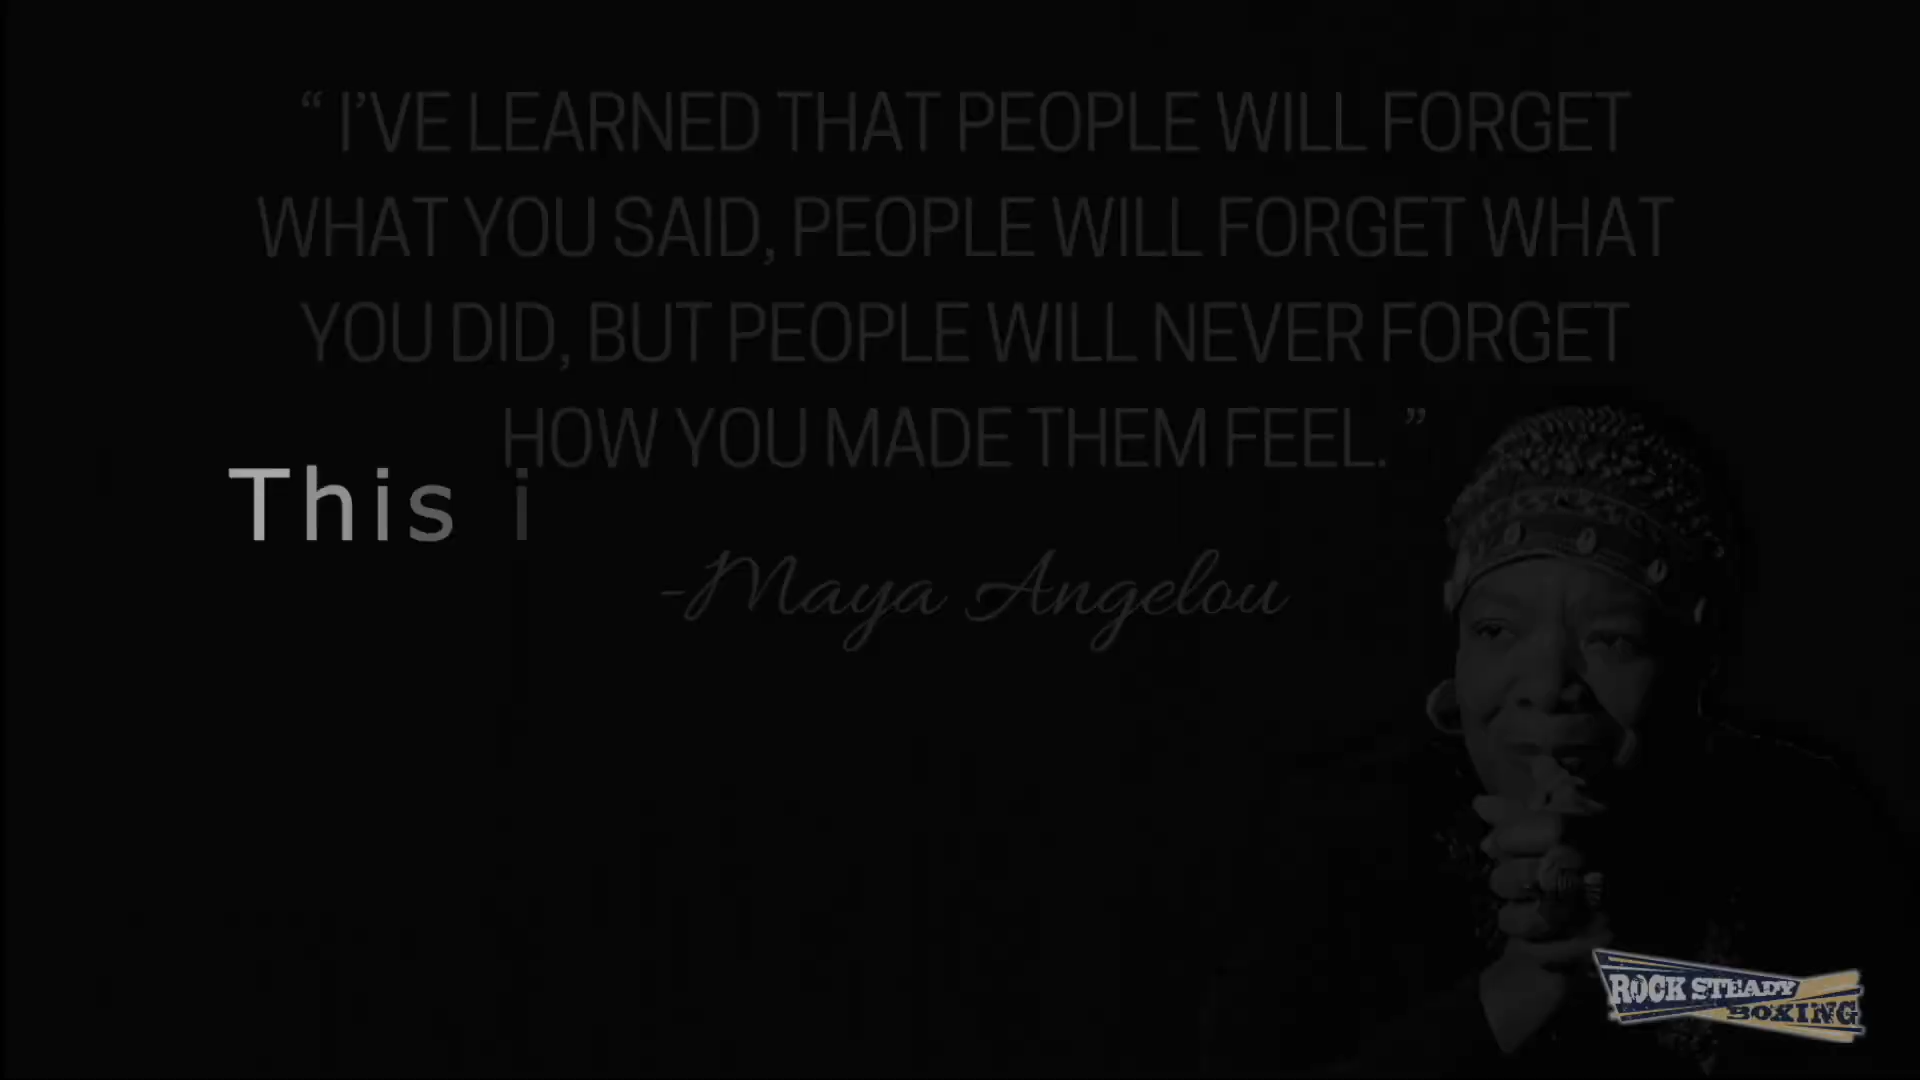 “ I’VE LEARNED THAT PEOPLE WILL FORGET
WHAT YOU SAID, PEOPLE WILL FORGET WHAT
YOU DID, BUT PEOPLE WILL NEVER FORGET
HOW YOU MADE THEM FEEL. ”
This i
-Maya Angelou
ROCK STEADY
BOXING